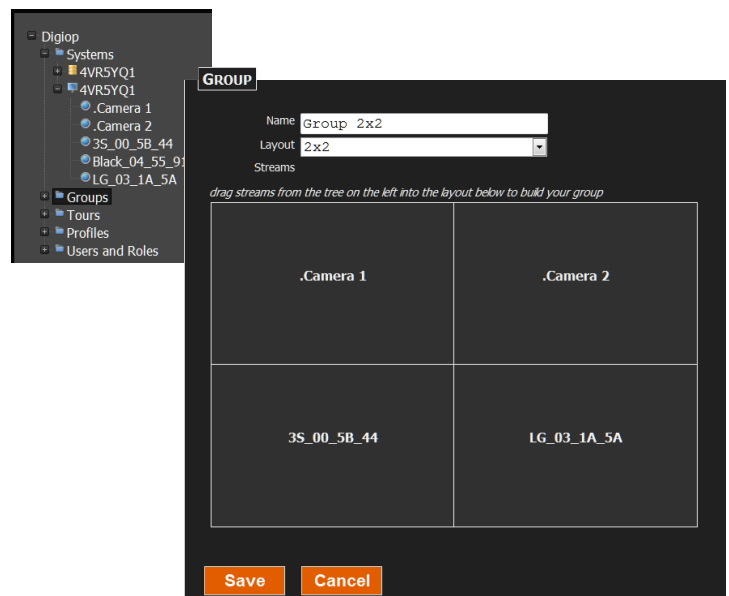 Digiop
Systems
4VR5YQ1
4VR5YQ1
.Camera 1
.Camera 2
3S_00_5B_44
Black_04_55_91
LG_03_1A_5A
Groups
Tours
Profiles
Users and Roles
GROUP
Name Group 2x2
Layout 2x2
Streams
drag streams from the tree on the left into the layout below to build your group
.Camera 1 .Camera 2
3S_00_5B_44 LG_03_1A_5A
Save Cancel